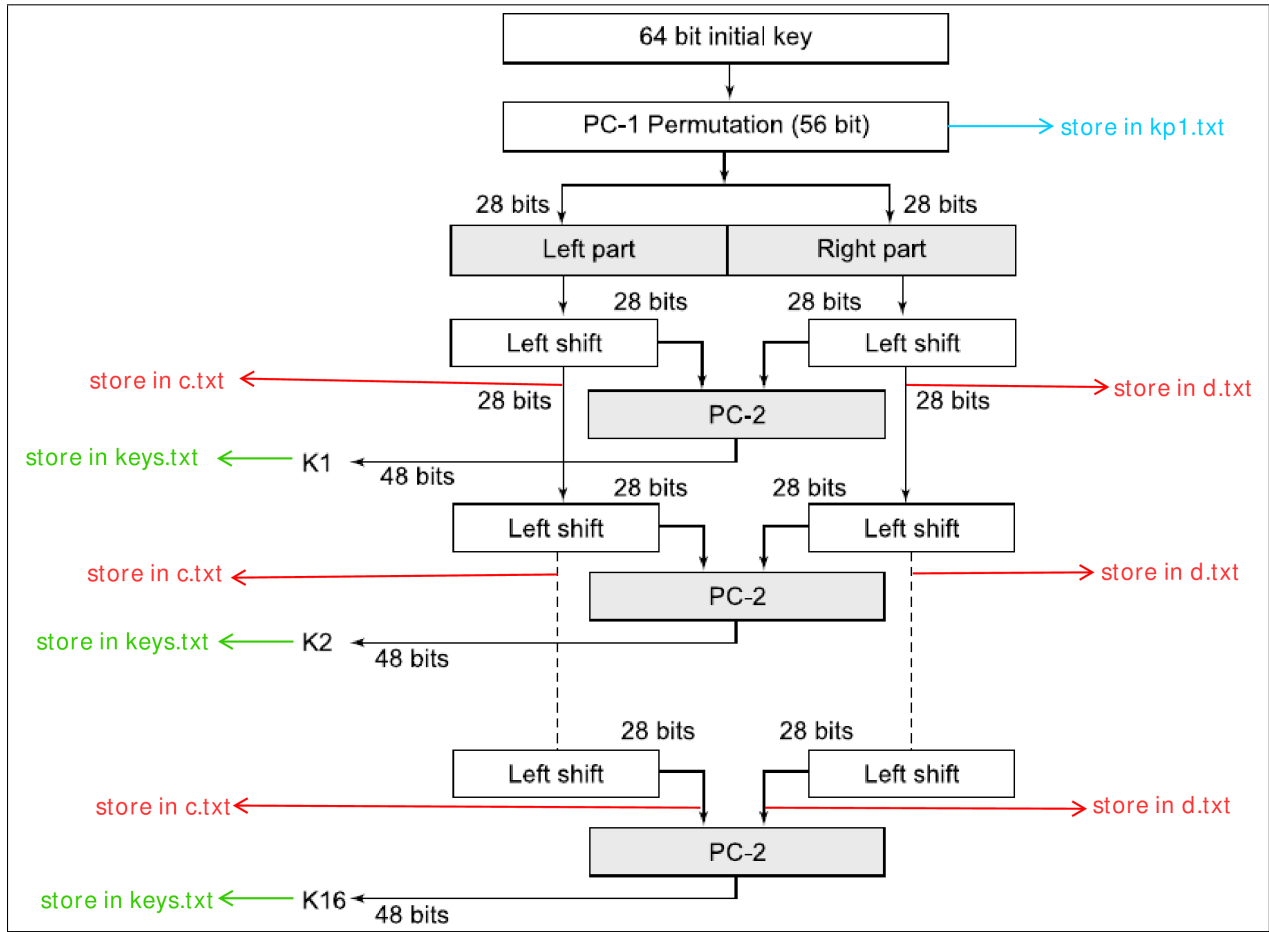 64 bit initial key
PC-1 Permutation (56 bit)
store in kp1.txt
28 bits
28 bits
Left part
Right part
28 bits
28 bits
Left shift
Left shift
store in c.txt
28 bits
PC-2
28 bits
store in d.txt
store in keys.txt
K1
48 bits
28 bits
28 bits
Left shift
Left shift
store in c.txt
PC-2
store in d.txt
store in keys.txt
K2
48 bits
28 bits
28 bits
Left shift
Left shift
store in c.txt
store in d.txt
PC-2
store in keys.txt
K16
48 bits